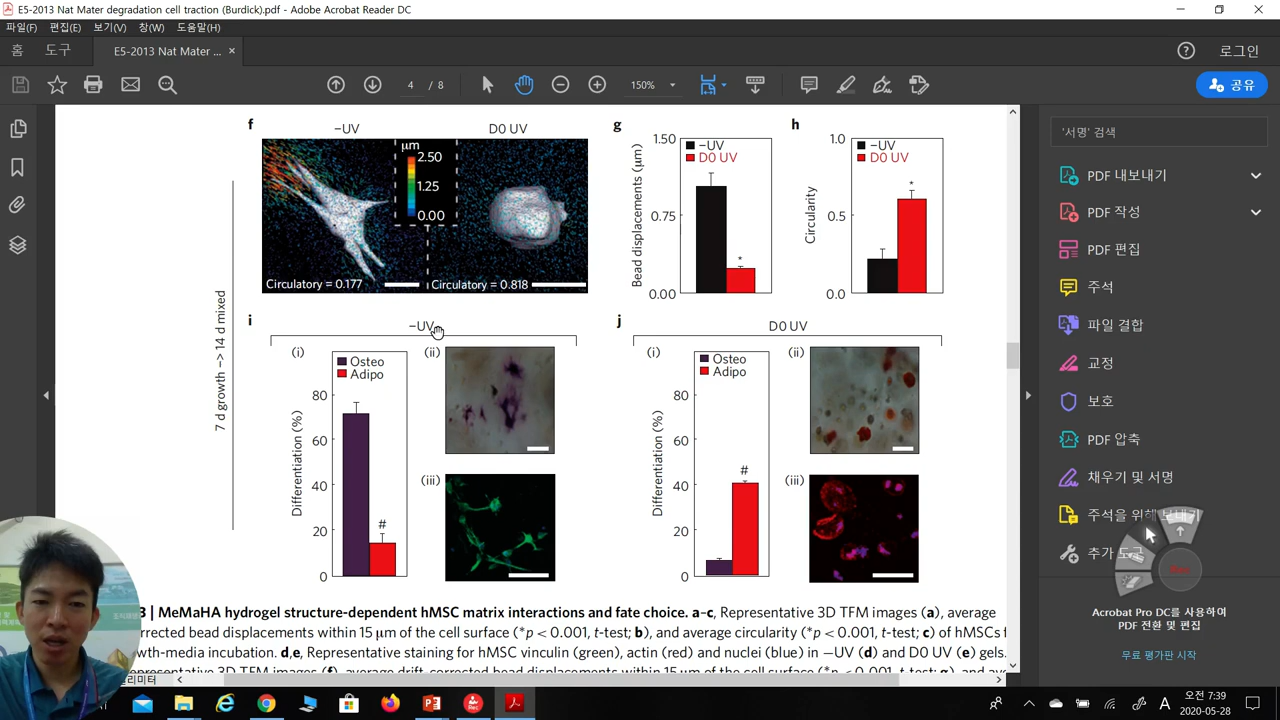 E5-2013 Nat Mater degradation cell traction (Burdick).pdf - Adobe Acrobat Reader DC
파일(F) 편집(E) 보기(V) 창(W) 도움말(H)
홈 도구 E5-2013 Nat Mater ... × 로그인
4 / 8 150% 공유
f −UV D0 UV
μm
2.50
1.25
0.00
Circulatory = 0.177 Circulatory = 0.818
g
Bead displacements (μm)
1.50
0.75
0.00
−UV
D0 UV
*
h
Circularity
1.0
0.5
0.0
−UV
D0 UV
*
7 d growth −> 14 d mixed
i −UV
(i)
Differentiation (%)
80
60
40
20
0
Osteo
Adipo
#
(ii)
(iii)
j D0 UV
(i)
Differentiation (%)
80
60
40
20
0
Osteo
Adipo
#
(ii)
(iii)
3 | MeMaHA hydrogel structure-dependent hMSC matrix interactions and fate choice. a–c, Representative 3D TFM images (a), average
rrected bead displacements within 15 μm of the cell surface (*p < 0.001, t-test; b), and average circularity (*p < 0.001, t-test; c) of hMSCs f
wth-media incubation. d,e, Representative staining for hMSC vinculin (green), actin (red) and nuclei (blue) in −UV (d) and D0 UV (e) gels.
'서명' 검색
PDF 내보내기
PDF 작성
PDF 편집
주석
파일 결합
교정
보호
PDF 압축
채우기 및 서명
주석을 위해 보내기
추가 도구
Rec
Acrobat Pro DC를 사용하여
PDF 전환 및 편집
무료 평가판 시작
A
오전 7:39
2020-05-28